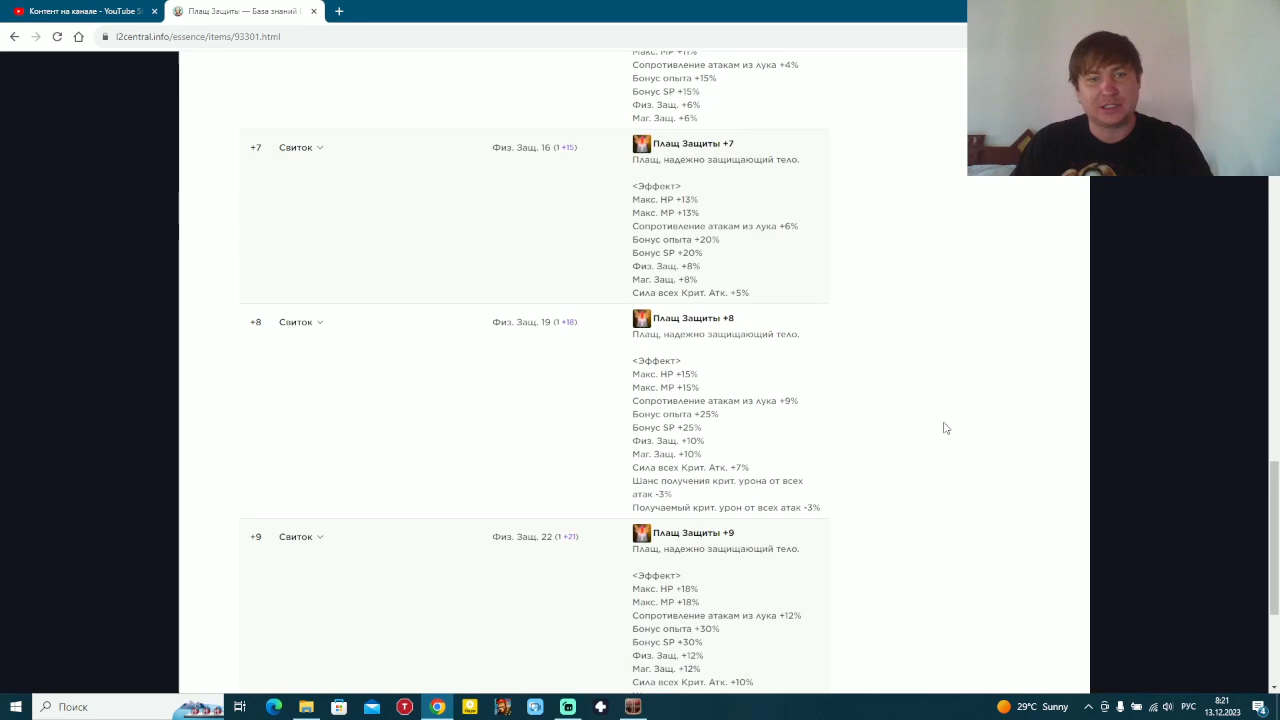 Контент на канале - YouTube St
Плащ Защиты — База знаний L
l2central.info/essence/items/93301.html
Макс. MP +11%
Сопротивление атакам из лука +4%
Бонус опыта +15%
Бонус SP +15%
Физ. Защ. +6%
Маг. Защ. +6%
+7 Свиток Физ. Защ. 16 (1 +15) Плащ Защиты +7
Плащ, надежно защищающий тело.
<Эффект>
Макс. HP +13%
Макс. MP +13%
Сопротивление атакам из лука +6%
Бонус опыта +20%
Бонус SP +20%
Физ. Защ. +8%
Маг. Защ. +8%
Сила всех Крит. Атк. +5%
+8 Свиток Физ. Защ. 19 (1 +18) Плащ Защиты +8
Плащ, надежно защищающий тело.
<Эффект>
Макс. HP +15%
Макс. MP +15%
Сопротивление атакам из лука +9%
Бонус опыта +25%
Бонус SP +25%
Физ. Защ. +10%
Маг. Защ. +10%
Сила всех Крит. Атк. +7%
Шанс получения крит. урона от всех
атак -3%
Получаемый крит. урон от всех атак -3%
+9 Свиток Физ. Защ. 22 (1 +21) Плащ Защиты +9
Плащ, надежно защищающий тело.
<Эффект>
Макс. HP +18%
Макс. MP +18%
Сопротивление атакам из лука +12%
Бонус опыта +30%
Бонус SP +30%
Физ. Защ. +12%
Маг. Защ. +12%
Сила всех Крит. Атк. +10%
Поиск
29°C Sunny
РУС
8:21
13.12.2023